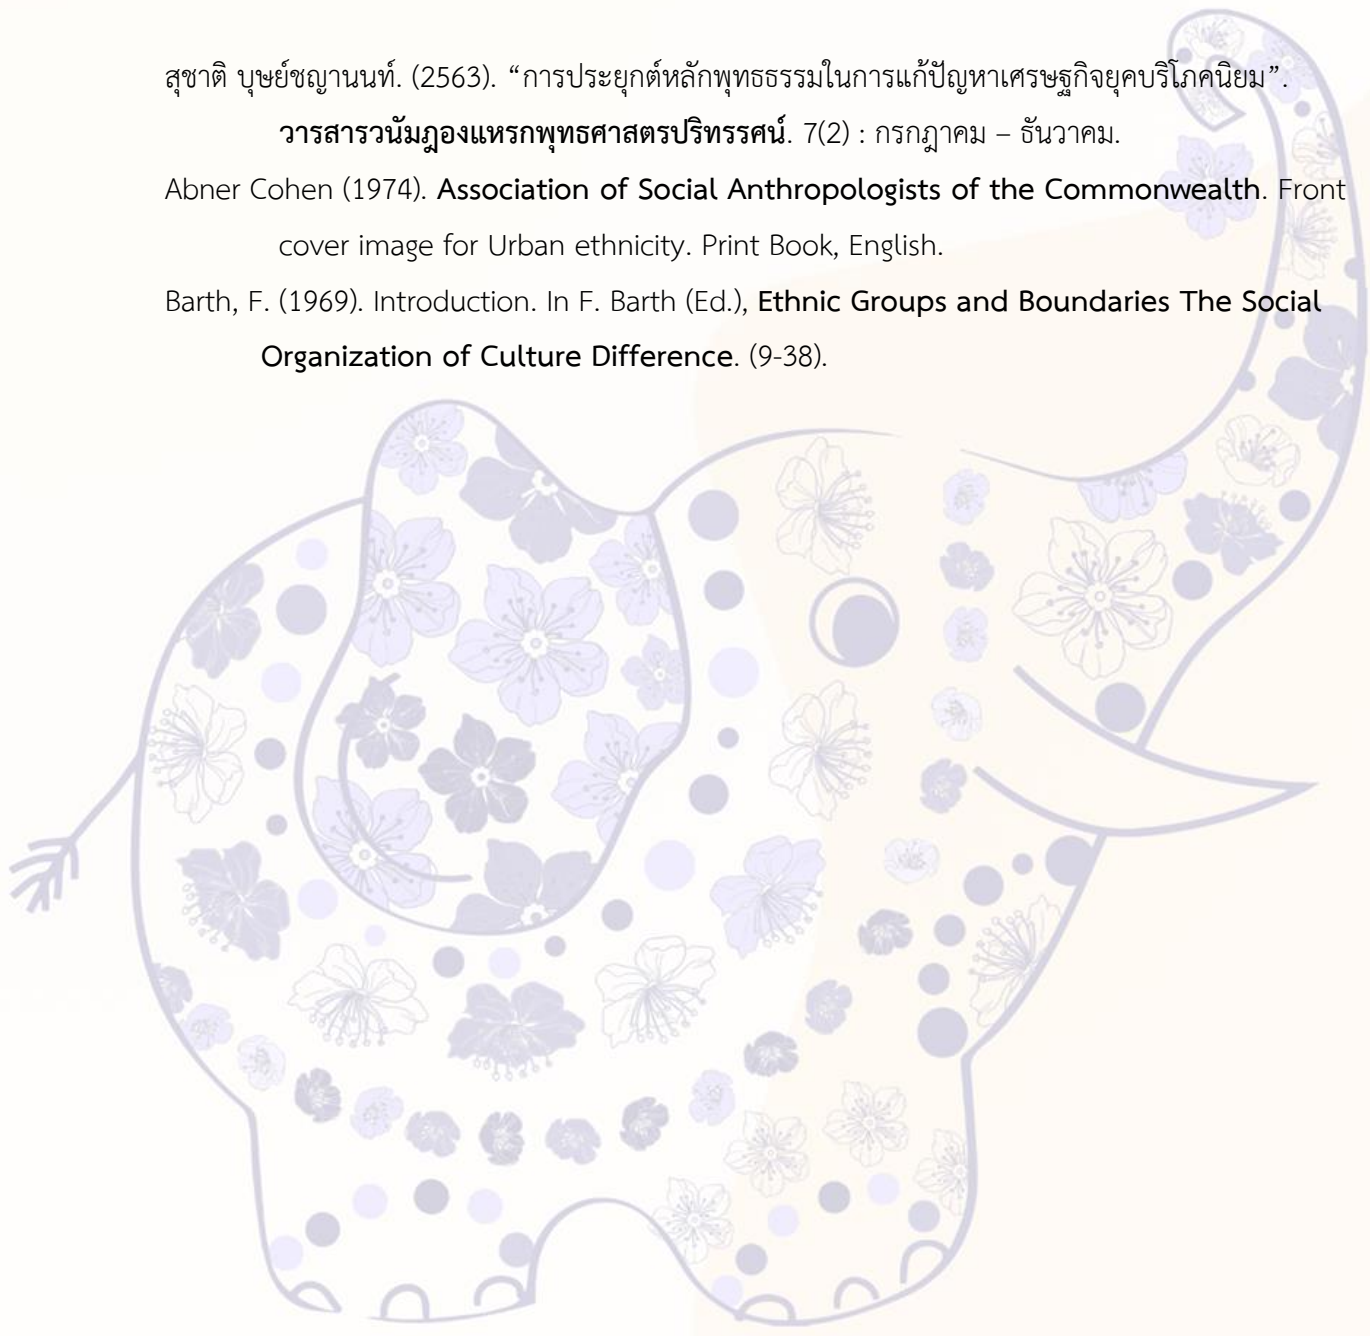 สุชาติ บุษย์ชญานนท์. (2563). “การประยุกต์หลักพุทธธรรมในการแก้ปัญหาเศรษฐกิจยุคบริโภคนิยม”.
วารสารวนัมฎองแหรกพุทธศาสตรปริทรรศน์. 7(2) : กรกฎาคม – ธันวาคม.
Abner Cohen (1974). Association of Social Anthropologists of the Commonwealth. Front
cover image for Urban ethnicity. Print Book, English.
Barth, F. (1969). Introduction. In F. Barth (Ed.), Ethnic Groups and Boundaries The Social
Organization of Culture Difference. (9-38).